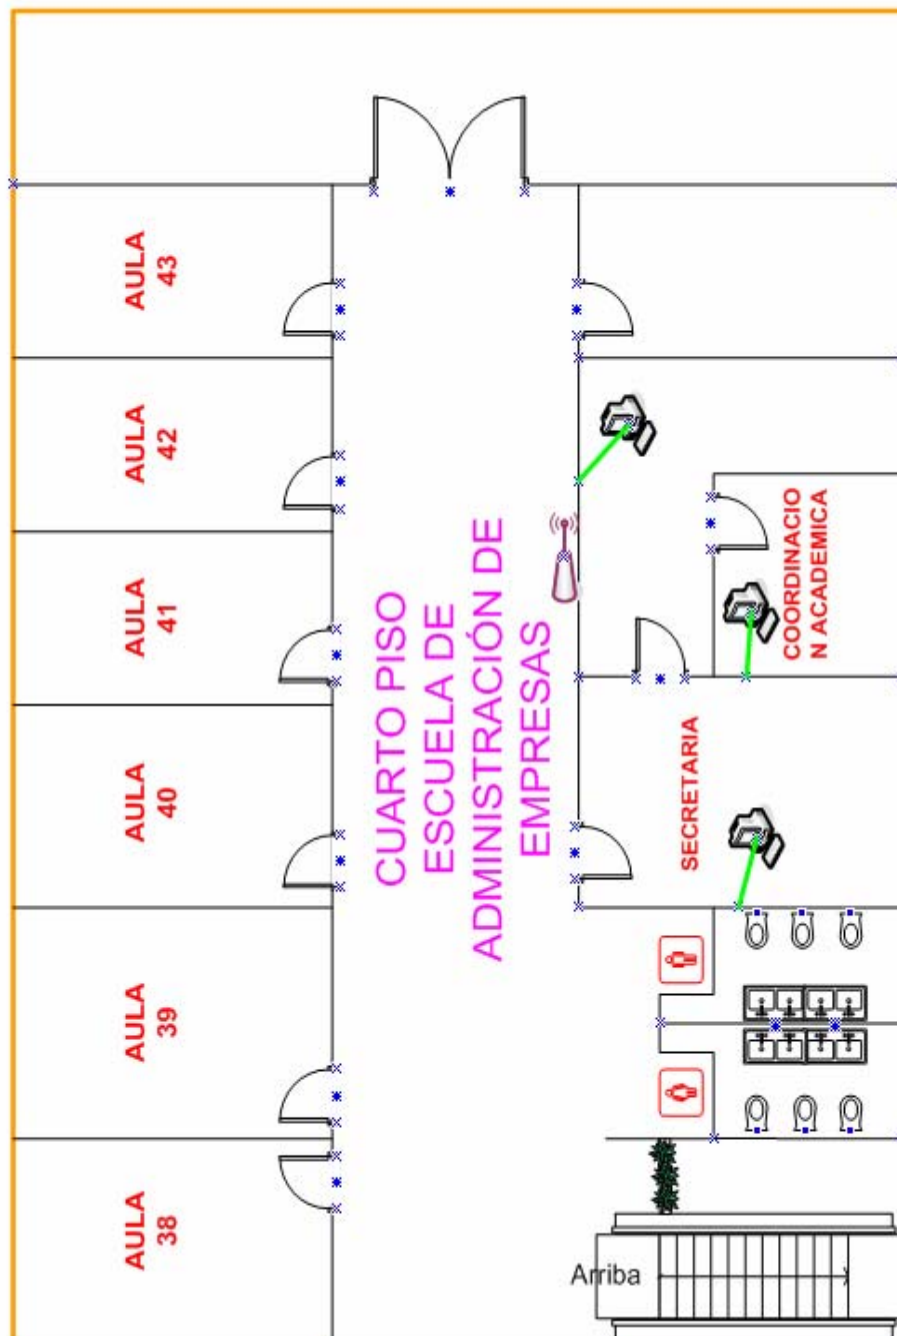 AULA
43
AULA
42
AULA
41
AULA
40
AULA
39
AULA
38
CUARTO PISO
ESCUELA DE
ADMINISTRACIÓN DE
EMPRESAS
COORDINACIO
N ACADEMICA
SECRETARIA
Arriba